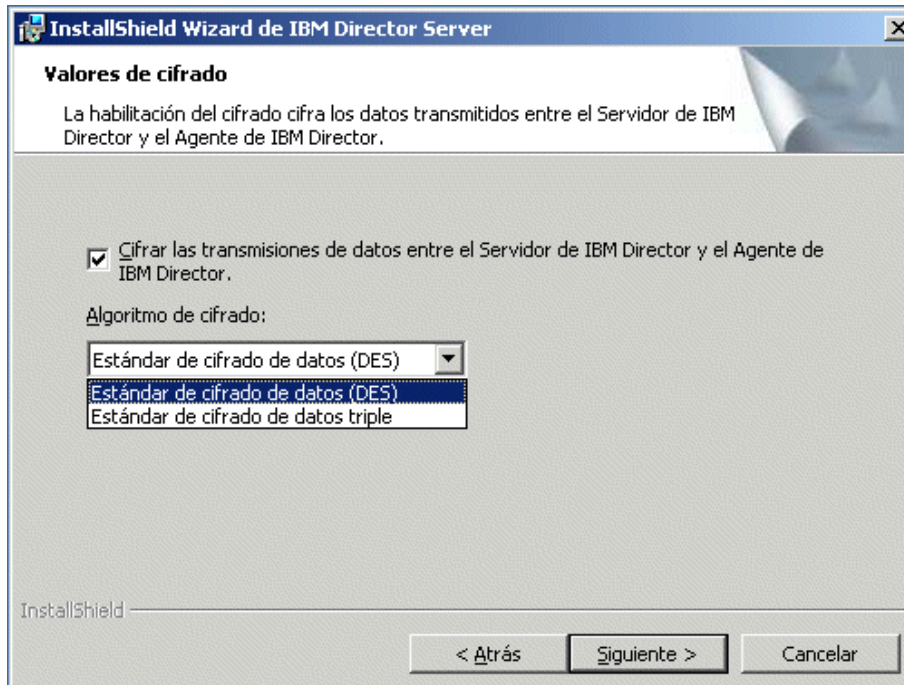 InstallShield Wizard de IBM Director Server
Valores de cifrado
La habilitación del cifrado cifra los datos transmitidos entre el Servidor de IBM
Director y el Agente de IBM Director.
Cifrar las transmisiones de datos entre el Servidor de IBM Director y el Agente de
IBM Director.
Algoritmo de cifrado:
Estándar de cifrado de datos (DES)
Estándar de cifrado de datos (DES)
Estándar de cifrado de datos triple
InstallShield
< Atrás
Siguiente >
Cancelar